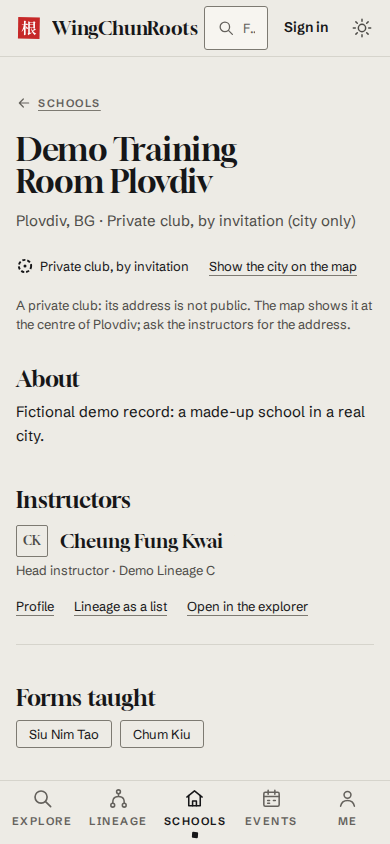 根 WingChunRoots F.. Sign in
← SCHOOLS
Demo Training
Room Plovdiv
Plovdiv, BG · Private club, by invitation (city only)
Private club, by invitation Show the city on the map
A private club: its address is not public. The map shows it at
the centre of Plovdiv; ask the instructors for the address.
About
Fictional demo record: a made-up school in a real
city.
Instructors
CK Cheung Fung Kwai
Head instructor · Demo Lineage C
Profile Lineage as a list Open in the explorer
Forms taught
Siu Nim Tao Chum Kiu
EXPLORE LINEAGE SCHOOLS EVENTS ME